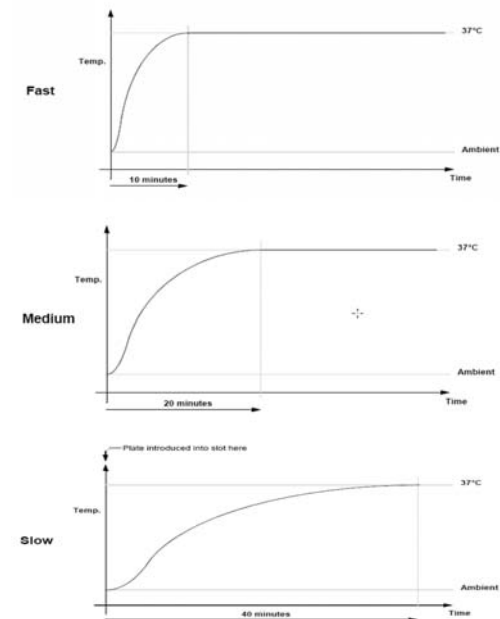 37°C
Temp.
Fast
Ambient
10 minutes
Time
37°C
Temp.
Medium
Ambient
20 minutes
Time
Plate introduced into slot here
37°C
Temp.
Slow
Ambient
40 minutes
Time